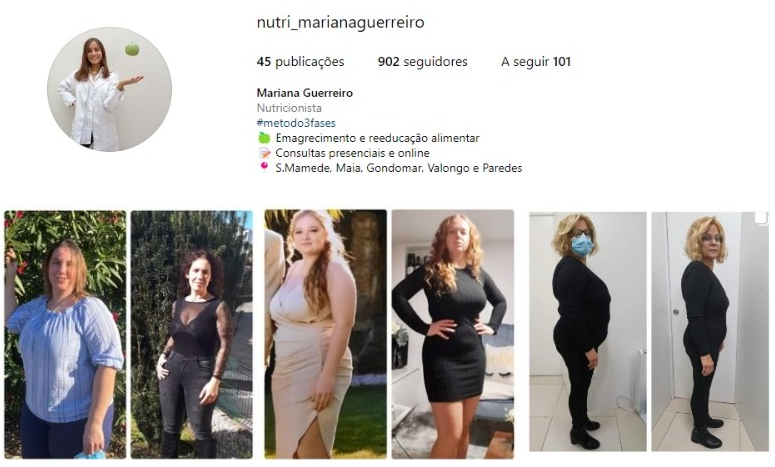 nutri_marianaguerreiro
45 publicações 902 seguidores A seguir 101
Mariana Guerreiro
Nutricionista
#metodo3fases
Emagrecimento e reeducação alimentar
Consultas presenciais e online
S.Mamede, Maia, Gondomar, Valongo e Paredes